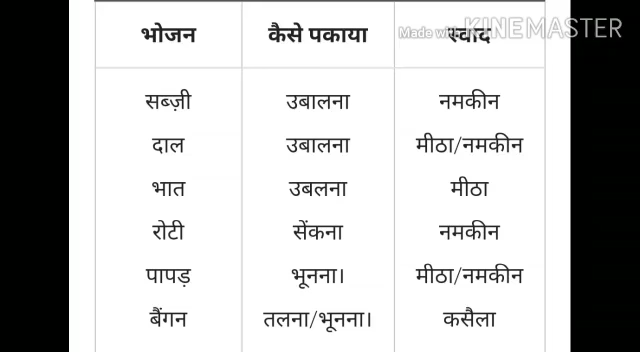 Made with KINEMASTER
भोजन कैसे पकाया स्वाद
सब्ज़ी उबालना नमकीन
दाल उबालना मीठा/नमकीन
भात उबलना मीठा
रोटी सेंकना नमकीन
पापड़ भूनना। मीठा/नमकीन
बैंगन तलना/भूनना। कसैला